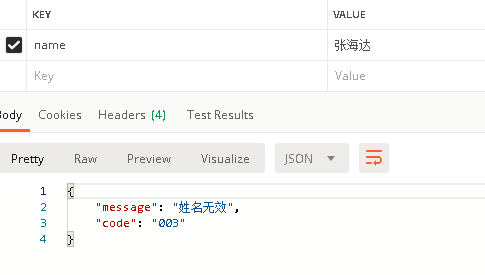 KEY VALUE
name 张海达
Key Value
Body Cookies Headers (4) Test Results
Pretty Raw Preview Visualize JSON
1 {
2 "message": "姓名无效",
3 "code": "003"
4 }